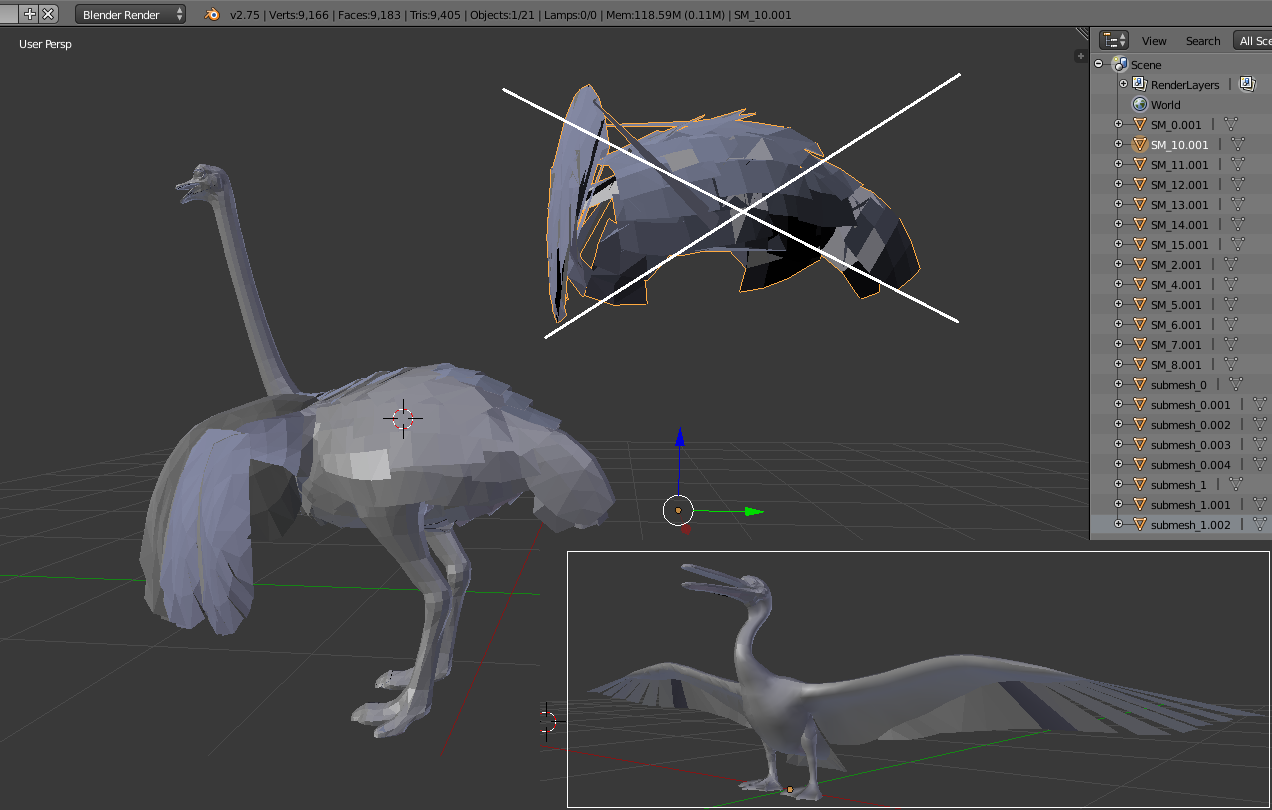 Blender Render
v2.75 | Verts:9,166 | Faces:9,183 | Tris:9,405 | Objects:1/21 | Lamps:0/0 | Mem:118.59M (0.11M) | SM_10.001
User Persp
View Search All Sce
Scene
RenderLayers |
World
SM_0.001 |
SM_10.001 |
SM_11.001 |
SM_12.001 |
SM_13.001 |
SM_14.001 |
SM_15.001 |
SM_2.001 |
SM_4.001 |
SM_5.001 |
SM_6.001 |
SM_7.001 |
SM_8.001 |
submesh_0 |
submesh_0.001 |
submesh_0.002 |
submesh_0.003 |
submesh_0.004 |
submesh_1 |
submesh_1.001 |
submesh_1.002 |